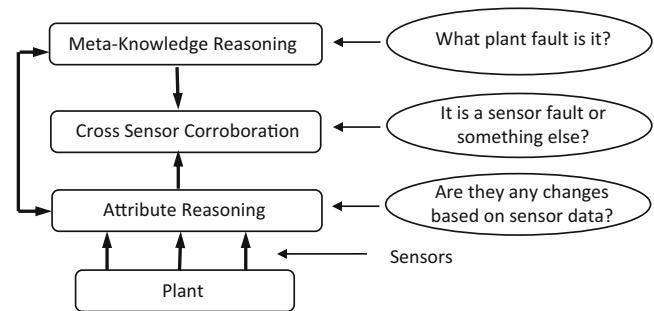 Meta-Knowledge Reasoning
What plant fault is it?
Cross Sensor Corroboration
It is a sensor fault or
something else?
Attribute Reasoning
Are they any changes
based on sensor data?
Sensors
Plant